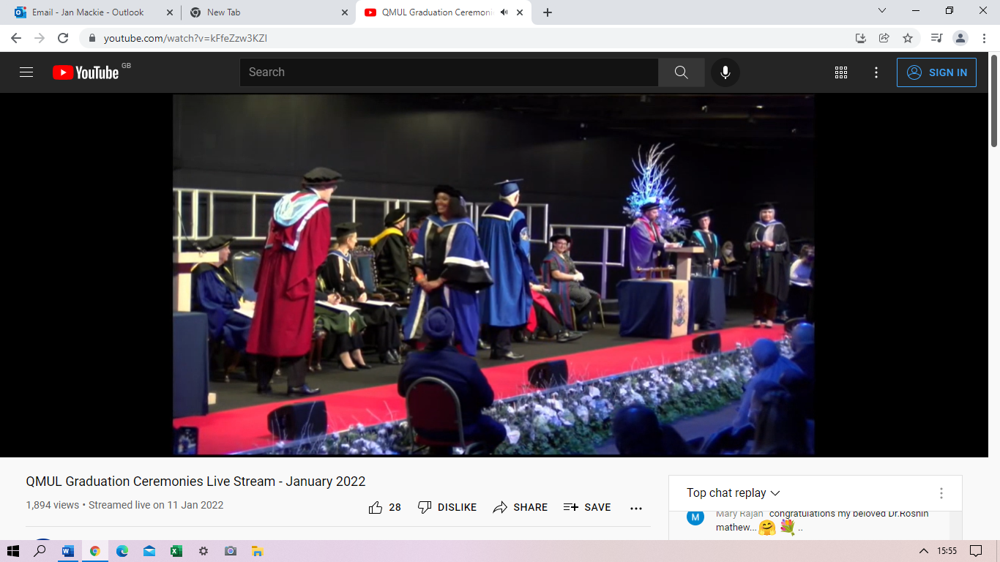 Email - Jan Mackie - Outlook
New Tab
QMUL Graduation Ceremoni
youtube.com/watch?v=kFfeZzw3KZI
YouTube GB
Search
SIGN IN
QMUL Graduation Ceremonies Live Stream - January 2022
1,894 views • Streamed live on 11 Jan 2022
28 DISLIKE SHARE SAVE
Top chat replay
M Mary Rajan congratulations my beloved Dr.Roshin
mathew... ..
15:55